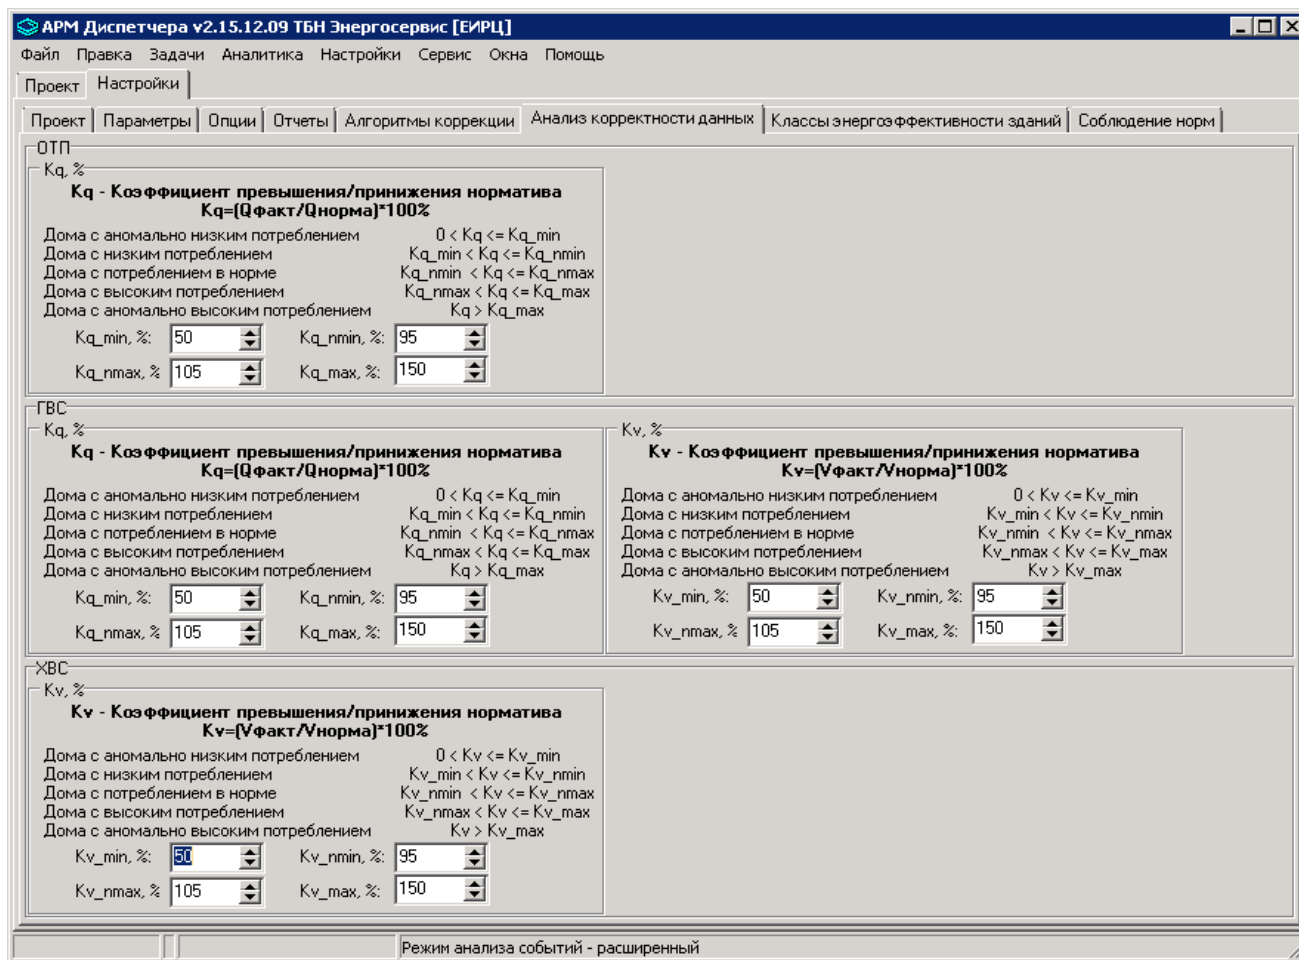 АРМ Диспетчера v2.15.12.09 ТБН Энергосервис [ЕИРЦ]
Файл Правка Задачи Аналитика Настройки Сервис Окна Помощь
Проект Настройки
Проект Параметры Опции Отчеты Алгоритмы коррекции Анализ корректности данных Классы энергоэффективности зданий Соблюдение норм
ОТП
Kq, %
Kq - Коэффициент превышения/принижения норматива
Kq=(Qфакт/Qнорма)*100%
Дома с аномально низким потреблением 0 < Kq <= Kq_min
Дома с низким потреблением Kq_min < Kq <= Kq_nmin
Дома с потреблением в норме Kq_nmin < Kq <= Kq_nmax
Дома с высоким потреблением Kq_nmax < Kq <= Kq_max
Дома с аномально высоким потреблением Kq > Kq_max
Kq_min, %: 50 Kq_nmin, %: 95
Kq_nmax, % 105 Kq_max, %: 150
ГВС
Kq, %
Kq - Коэффициент превышения/принижения норматива
Kq=(Qфакт/Qнорма)*100%
Дома с аномально низким потреблением 0 < Kq <= Kq_min
Дома с низким потреблением Kq_min < Kq <= Kq_nmin
Дома с потреблением в норме Kq_nmin < Kq <= Kq_nmax
Дома с высоким потреблением Kq_nmax < Kq <= Kq_max
Дома с аномально высоким потреблением Kq > Kq_max
Kq_min, %: 50 Kq_nmin, %: 95
Kq_nmax, % 105 Kq_max, %: 150
Kv, %
Kv - Коэффициент превышения/принижения норматива
Kv=(Vфакт/Vнорма)*100%
Дома с аномально низким потреблением 0 < Kv <= Kv_min
Дома с низким потреблением Kv_min < Kv <= Kv_nmin
Дома с потреблением в норме Kv_nmin < Kv <= Kv_nmax
Дома с высоким потреблением Kv_nmax < Kv <= Kv_max
Дома с аномально высоким потреблением Kv > Kv_max
Kv_min, %: 50 Kv_nmin, %: 95
Kv_nmax, % 105 Kv_max, %: 150
ХВС
Kv, %
Kv - Коэффициент превышения/принижения норматива
Kv=(Vфакт/Vнорма)*100%
Дома с аномально низким потреблением 0 < Kv <= Kv_min
Дома с низким потреблением Kv_min < Kv <= Kv_nmin
Дома с потреблением в норме Kv_nmin < Kv <= Kv_nmax
Дома с высоким потреблением Kv_nmax < Kv <= Kv_max
Дома с аномально высоким потреблением Kv > Kv_max
Kv_min, %: 50 Kv_nmin, %: 95
Kv_nmax, % 105 Kv_max, %: 150
Режим анализа событий - расширенный